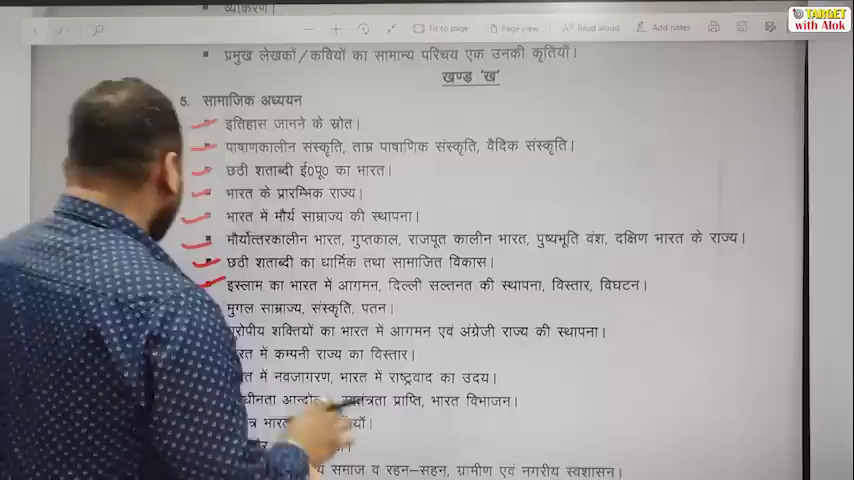 व्याकरण।
Fit to page
Page view
Read aloud
Add notes
TARGET
with Alok
प्रमुख लेखकों/कवियों का सामान्य परिचय एक उनकी कृतियाँ।
खण्ड 'ख'
5. सामाजिक अध्ययन
इतिहास जानने के स्रोत।
पाषाणकालीन संस्कृति, ताम्र पाषाणिक संस्कृति, वैदिक संस्कृति।
छठी शताब्दी ई0पू0 का भारत।
भारत के प्रारम्भिक राज्य।
भारत में मौर्य साम्राज्य की स्थापना।
मौर्योत्तरकालीन भारत, गुप्तकाल, राजपूत कालीन भारत, पुष्यभूति वंश, दक्षिण भारत के राज्य।
छठी शताब्दी का धार्मिक तथा सामाजित विकास।
इस्लाम का भारत में आगमन, दिल्ली सल्तनत की स्थापना, विस्तार, विघटन।
मुगल साम्राज्य, संस्कृति, पतन।
शक्तियों का भारत में आगमन एवं अंग्रेजी राज्य की स्थापना।
में कम्पनी राज्य का विस्तार।
में नवजागरण, भारत में राष्ट्रवाद का उदय।
स्वतंत्रता प्राप्ति, भारत विभाजन।
समाज व रहन–सहन, ग्रामीण एवं नगरीय स्वशासन।